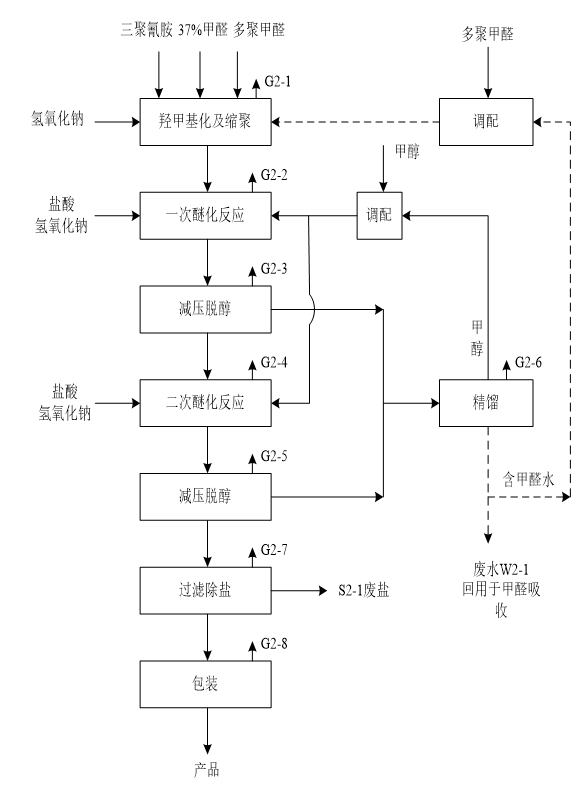 三聚氰胺 37%甲醛 多聚甲醛
多聚甲醛
G2-1
氢氧化钠
羟甲基化及缩聚
调配
甲醇
G2-2
盐酸
氢氧化钠
一次醚化反应
调配
G2-3
减压脱醇
甲
醇
G2-4
G2-6
盐酸
氢氧化钠
二次醚化反应
精馏
G2-5
减压脱醇
含甲醛水
G2-7
过滤除盐
S2-1废盐
废水W2-1
回用于甲醛吸
收
G2-8
包装
产品